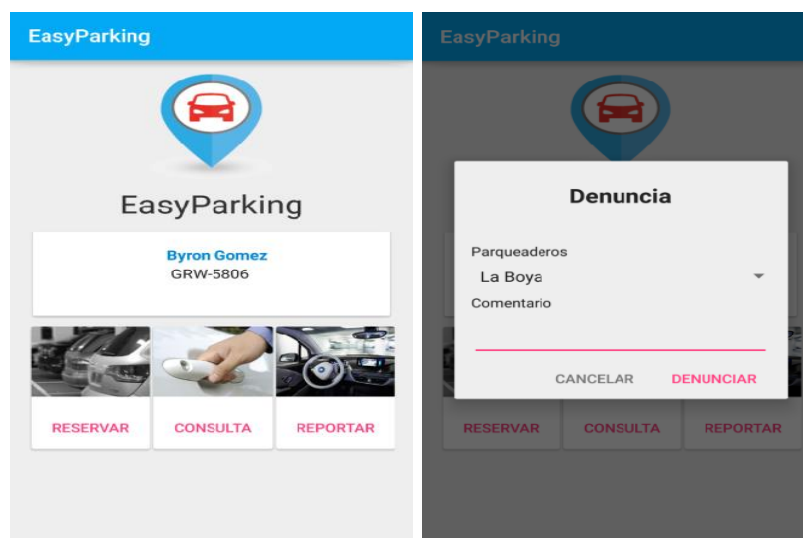 EasyParking
EasyParking
Byron Gomez
GRW-5806
RESERVAR CONSULTA REPORTAR
EasyParking
Denuncia
Parqueaderos
La Boya
Comentario
CANCELAR DENUNCIAR
RESERVAR CONSULTA REPORTAR